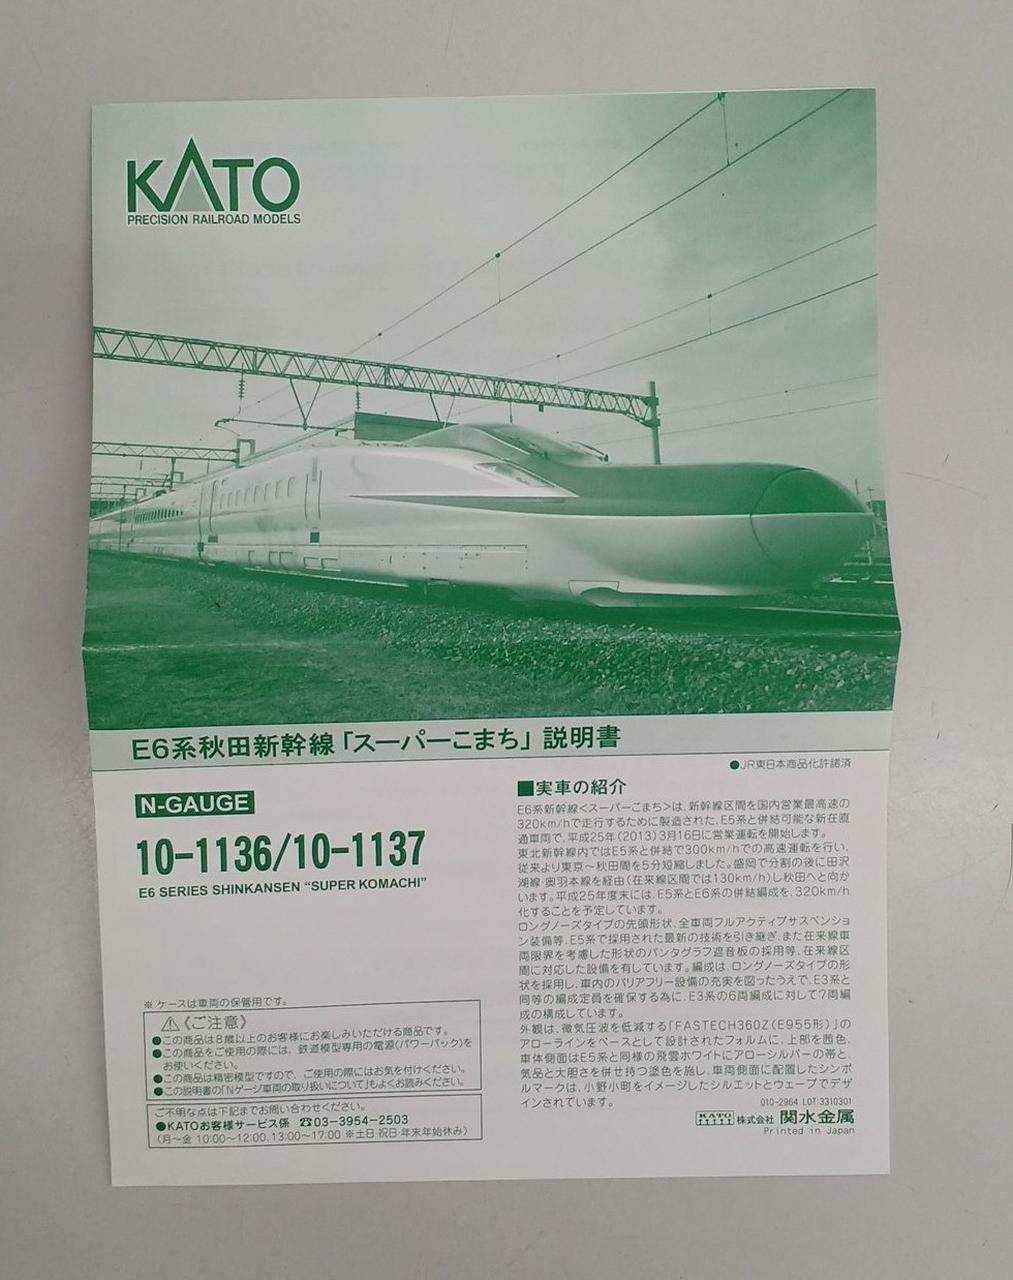 KATO
PRECISION RAILROAD MODELS
E6系秋田新幹線「スーパーこまち」説明書
●JR東日本商品化許諾済
N-GAUGE
10-1136/10-1137
E6 SERIES SHINKANSEN “SUPER KOMACHI”
※ ケースは車両の保管用です。
⚠《ご注意》
●この商品は8歳以上のお客様にお楽しみいただける商品です。
●この商品をご使用の際には、鉄道模型専用の電源(パワーパック)を
お使いください。
●この商品は精密模型ですので、ご使用の際にはお気を付けください。
●この説明書の「Nゲージ車両の取り扱いについて」もよくお読みください。
ご不明な点は下記までお問い合わせください。
●KATOお客様サービス係 ☎03-3954-2503
(月~金 10:00~12:00、13:00~17:00 ※土日・祝日・年末年始休み)
■実車の紹介
E6系新幹線<スーパーこまち>は、新幹線区間を国内営業最高速の
320km/hで走行するために製造された、E5系と併結可能な新在直
通車両で、平成25年(2013)3月16日に営業運転を開始します。
東北新幹線内ではE5系と併結で300km/hでの高速運転を行い、
従来より東京~秋田間を5分短縮しました。盛岡で分割の後に田沢
湖線・奥羽本線を経由(在来線区間では130km/h)し秋田へと向か
います。平成25年度末には、E5系とE6系の併結編成を、320km/h
化することを予定しています。
ロングノーズタイプの先頭形状、全車両フルアクティブサスペンショ
ン装備等、E5系で採用された最新の技術を引き継ぎ、また在来線車
両限界を考慮した形状のパンタグラフ遮音板の採用等、在来線区
間に対応した設備を有しています。編成は、ロングノーズタイプの形
状を採用し、車内のバリアフリー設備の充実を図ったうえで、E3系と
同等の編成定員を確保する為に、E3系の6両編成に対して7両編
成の構成しています。
外観は、微気圧波を低減する「FASTECH360Z(E955形)」の
アローラインをベースとして設計されたフォルムに、上部を茜色、
車体側面はE5系と同様の飛雲ホワイトにアローシルバーの帯と、
気品と大胆さを併せ持つ塗色を施し、車両側面に配置したシンボ
ルマークは、小野小町をイメージしたシルエットとウェーブでデザ
インされています。
010-2964 LOT 3310301
KATO 株式会社 関水金属
Printed in Japan